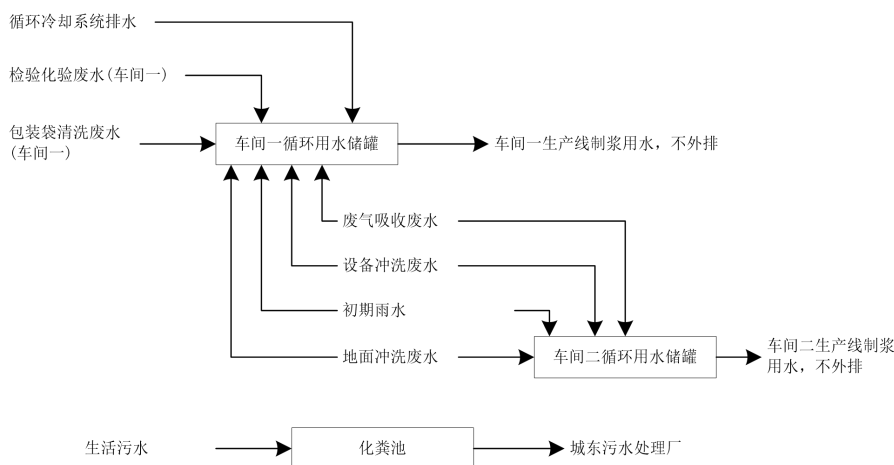 循环冷却系统排水
检验化验废水(车间一)
包装袋清洗废水
(车间一)
车间一循环用水储罐
车间一生产线制浆用水，不外排
废气吸收废水
设备冲洗废水
初期雨水
地面冲洗废水
车间二循环用水储罐
车间二生产线制浆
用水，不外排
生活污水
化粪池
城东污水处理厂